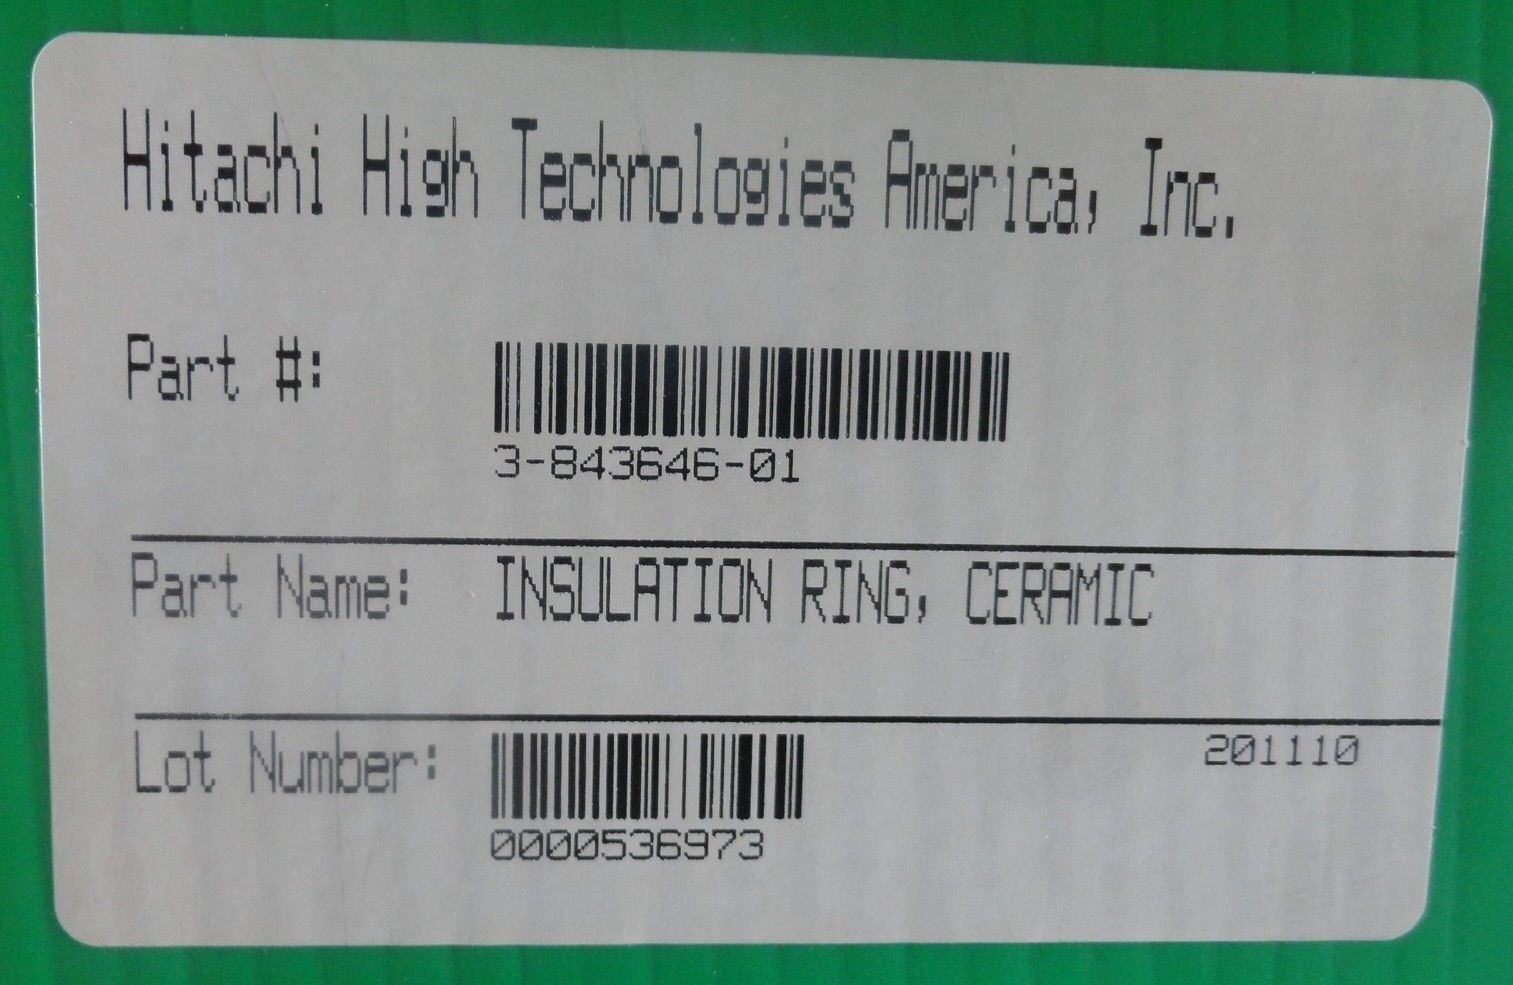 Hitachi High Technologies America, Inc.
Part #:
3-843646-01
Part Name: INSULATION RING, CERAMIC
Lot Number: 201110
0000536973